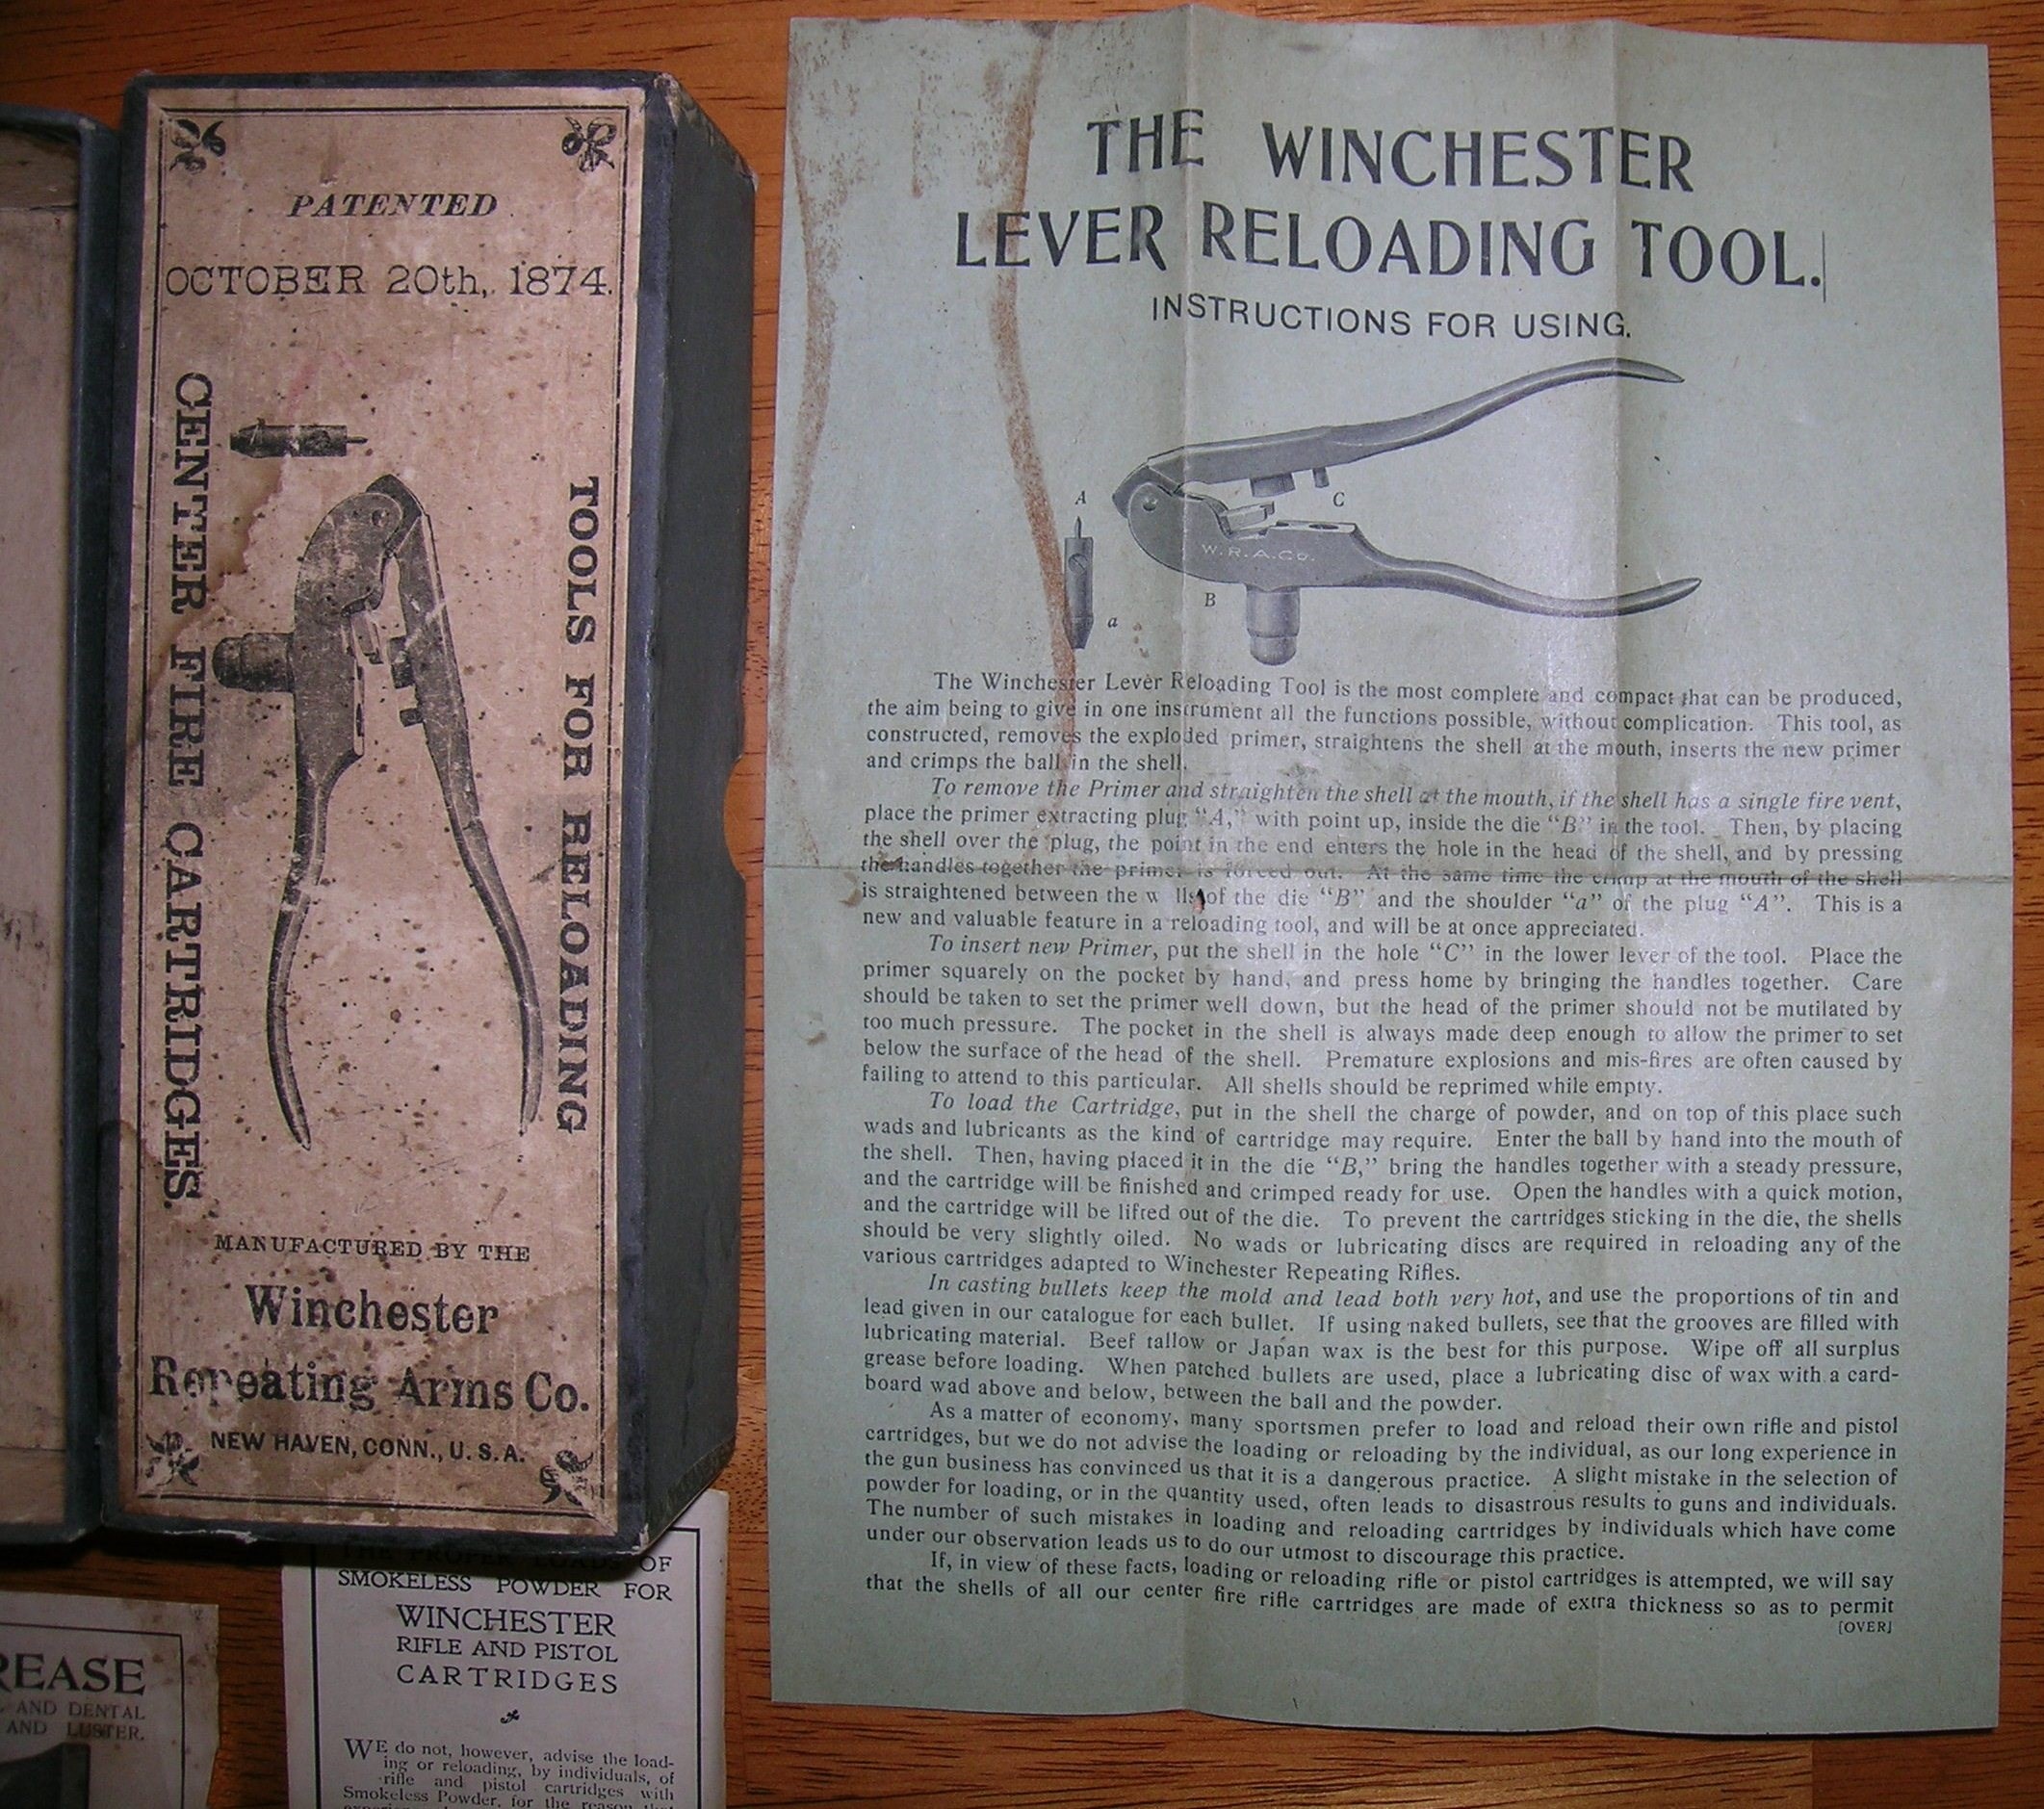 PATENTED
OCTOBER 20th, 1874.
CENTER FIRE CARTRIDGES.
TOOLS FOR RELOADING
MANUFACTURED BY THE
Winchester
Repeating Arms Co.
NEW HAVEN, CONN., U.S.A.
THE WINCHESTER
LEVER RELOADING TOOL.
INSTRUCTIONS FOR USING.
A
C
W.R.A.Co.
B
a
The Winchester Lever Reloading Tool is the most complete and compact that can be produced,
the aim being to give in one instrument all the functions possible, without complication. This tool, as
constructed, removes the exploded primer, straightens the shell at the mouth, inserts the new primer
and crimps the ball in the shell.
To remove the Primer and straighten the shell at the mouth, if the shell has a single fire vent,
place the primer extracting plug "A," with point up, inside the die "B" in the tool. Then, by placing
the shell over the plug, the point in the end enters the hole in the head of the shell, and by pressing
the handles together the primer is forced out. At the same time the crimp at the mouth of the shell
is straightened between the walls of the die "B" and the shoulder "a" of the plug "A". This is a
new and valuable feature in a reloading tool, and will be at once appreciated.
To insert new Primer, put the shell in the hole "C" in the lower lever of the tool. Place the
primer squarely on the pocket by hand, and press home by bringing the handles together. Care
should be taken to set the primer well down, but the head of the primer should not be mutilated by
too much pressure. The pocket in the shell is always made deep enough to allow the primer to set
below the surface of the head of the shell. Premature explosions and mis-fires are often caused by
failing to attend to this particular. All shells should be reprimed while empty.
To load the Cartridge, put in the shell the charge of powder, and on top of this place such
wads and lubricants as the kind of cartridge may require. Enter the ball by hand into the mouth of
the shell. Then, having placed it in the die "B," bring the handles together with a steady pressure,
and the cartridge will be finished and crimped ready for use. Open the handles with a quick motion,
and the cartridge will be lifted out of the die. To prevent the cartridges sticking in the die, the shells
should be very slightly oiled. No wads or lubricating discs are required in reloading any of the
various cartridges adapted to Winchester Repeating Rifles.
In casting bullets keep the mold and lead both very hot, and use the proportions of tin and
lead given in our catalogue for each bullet. If using naked bullets, see that the grooves are filled with
lubricating material. Beef tallow or Japan wax is the best for this purpose. Wipe off all surplus
grease before loading. When patched bullets are used, place a lubricating disc of wax with a card-
board wad above and below, between the ball and the powder.
As a matter of economy, many sportsmen prefer to load and reload their own rifle and pistol
cartridges, but we do not advise the loading or reloading by the individual, as our long experience in
the gun business has convinced us that it is a dangerous practice. A slight mistake in the selection of
powder for loading, or in the quantity used, often leads to disastrous results to guns and individuals.
The number of such mistakes in loading and reloading cartridges by individuals which have come
under our observation leads us to do our utmost to discourage this practice.
If, in view of these facts, loading or reloading rifle or pistol cartridges is attempted, we will say
that the shells of all our center fire rifle cartridges are made of extra thickness so as to permit
[OVER]
THE PROPER LOADS OF
SMOKELESS POWDER FOR
WINCHESTER
RIFLE AND PISTOL
CARTRIDGES
WE do not, however, advise the load-
ing or reloading, by individuals, of
rifle and pistol cartridges with
Smokeless Powder, for the reason that
REASE
AND DENTAL
AND LUSTER.